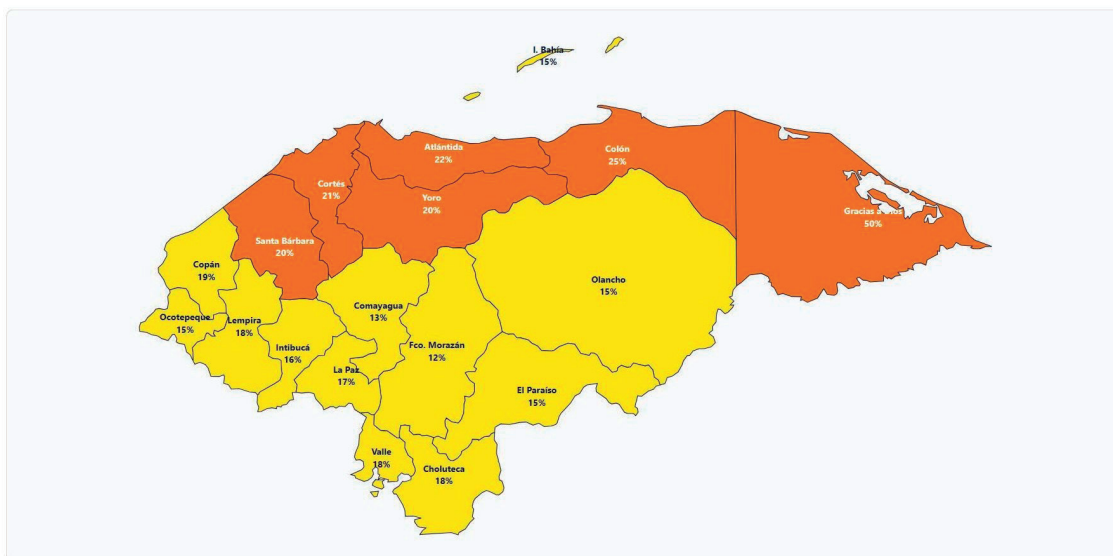 I. Bahía
15%
Atlántida
22%
Colón
25%
Cortés
21%
Yoro
20%
Gracias a Dios
50%
Santa Bárbara
20%
Copán
19%
Olancho
15%
Ocotepeque
15%
Lempira
18%
Comayagua
13%
Intibucá
16%
Fco. Morazán
12%
La Paz
17%
El Paraíso
15%
Valle
18%
Choluteca
18%